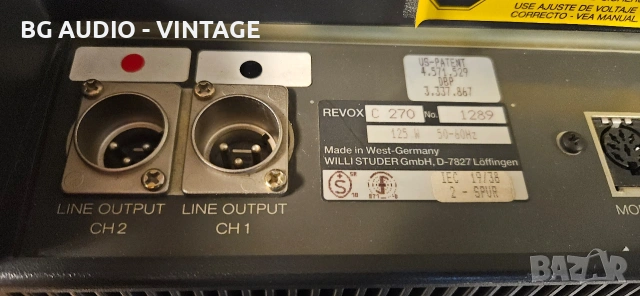 BG AUDIO - VINTAGE
USE AJUSTE DE VOLTAJE
CORRECTO - VEA MANUAL
US-PATENT
4.571.529
DBP
3.337.867
REVOX C 270 No. 1289
125 W 50-60Hz
Made in West-Germany
WILLI STUDER GmbH, D-7827 Löffingen
IEC 19/38
2 - SPUR
S
LINE OUTPUT
CH 2
LINE OUTPUT
CH 1
BAZAR